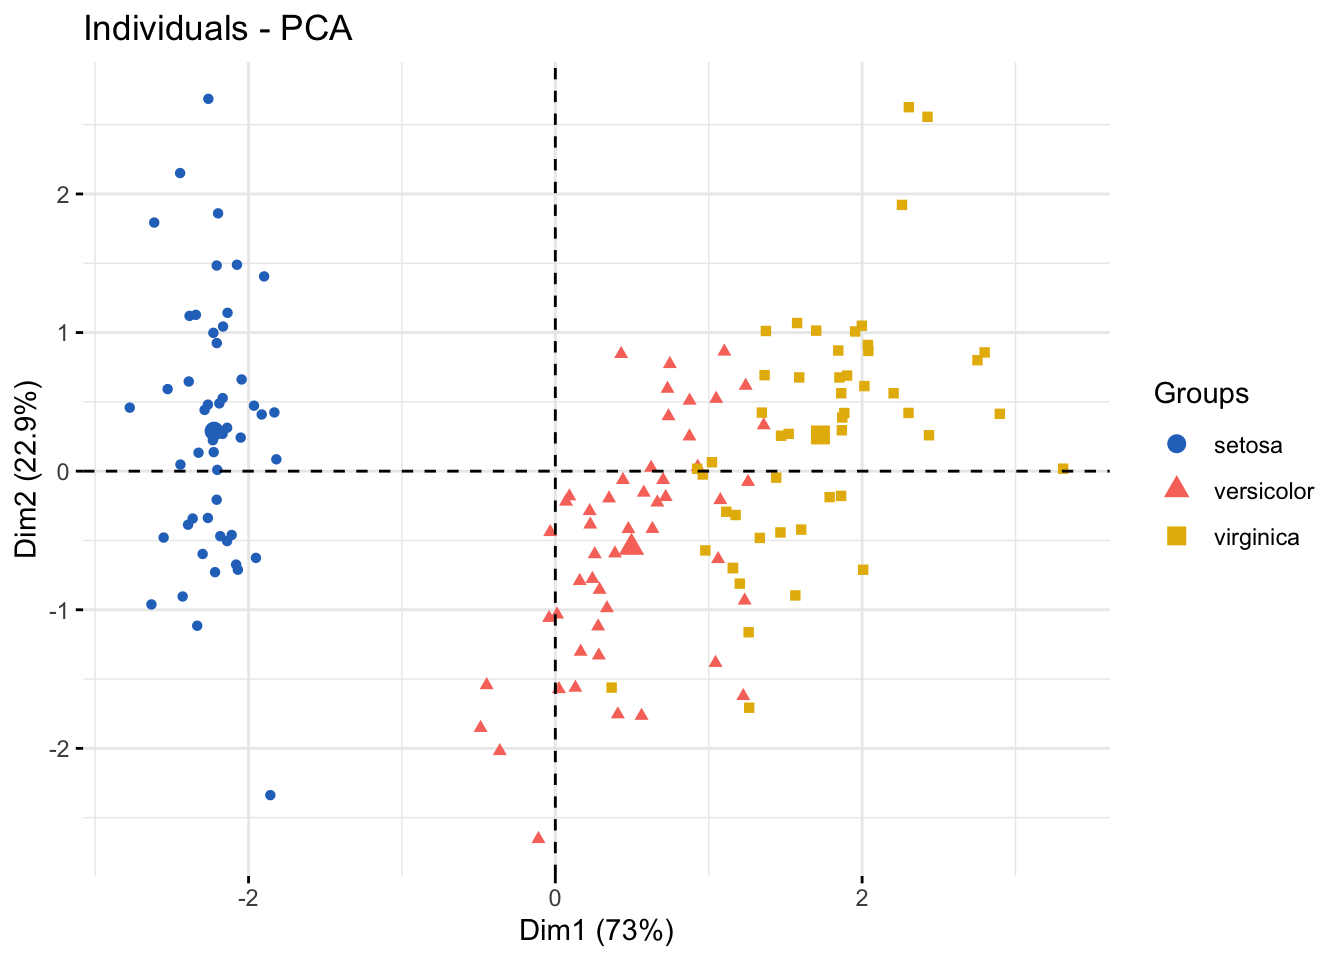 Individuals - PCA
Dim2 (22.9%)
2
1
0
-1
-2
-2
0
2
Dim1 (73%)
Groups
setosa
versicolor
virginica